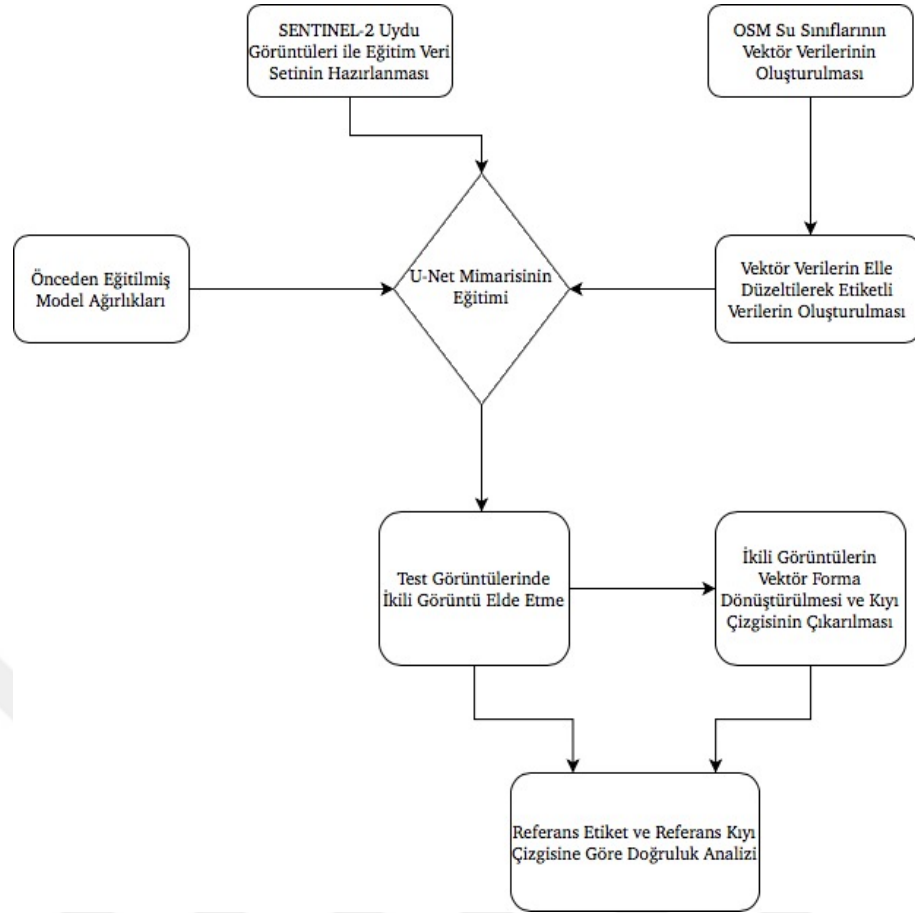 SENTINEL-2 Uydu
Görüntüleri ile Eğitim Veri
Setinin Hazırlanması
OSM Su Sınıflarının
Vektör Verilerinin
Oluşturulması
Önceden Eğitilmiş
Model Ağırlıkları
U-Net Mimarisinin
Eğitimi
Vektör Verilerin Elle
Düzeltilerek Etiketli
Verilerin Oluşturulması
Test Görüntülerinde
İkili Görüntü Elde Etme
İkili Görüntülerin
Vektör Forma
Dönüştürülmesi ve Kıyı
Çizgisinin Çıkarılması
Referans Etiket ve Referans Kıyı
Çizgisine Göre Doğruluk Analizi